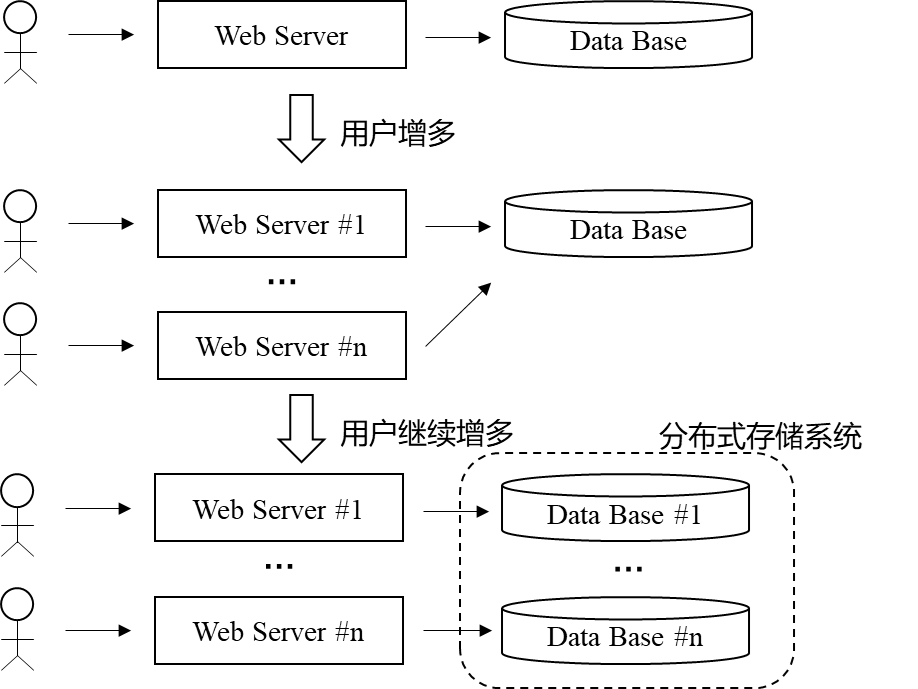 Web Server
Data Base
用户增多
Web Server #1
Data Base
...
Web Server #n
用户继续增多
分布式存储系统
Web Server #1
Data Base #1
...
...
Web Server #n
Data Base #n